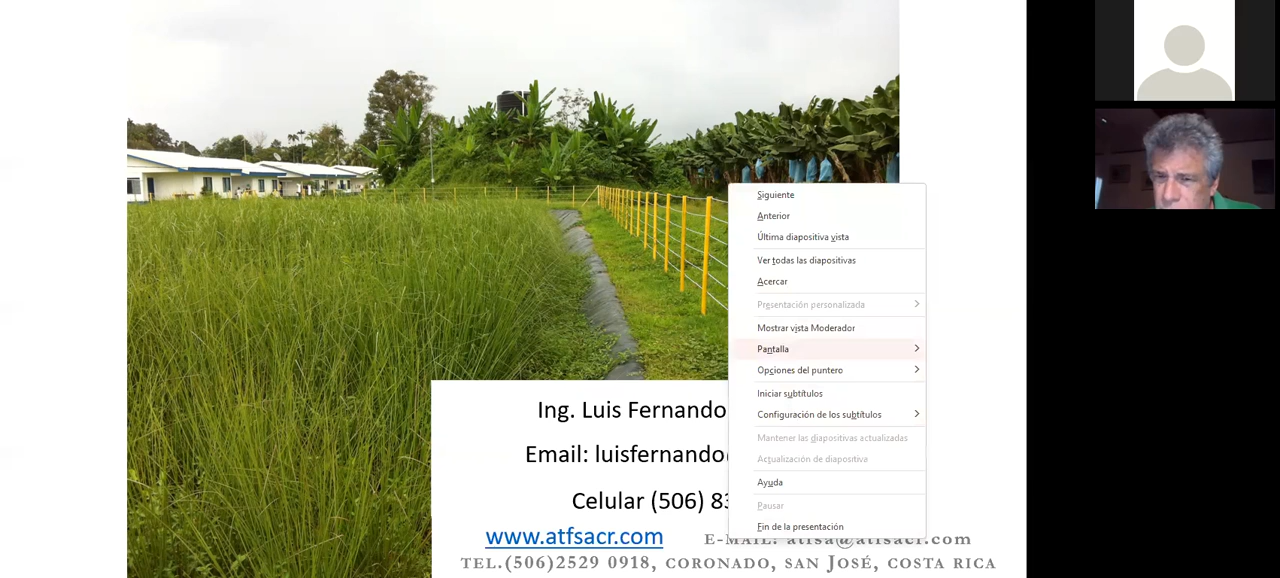 Siguiente
Anterior
Última diapositiva vista
Ver todas las diapositivas
Acercar
Presentación personalizada
Mostrar vista Moderador
Pantalla
Opciones del puntero
Iniciar subtítulos
Configuración de los subtítulos
Mantener las diapositivas actualizadas
Actualización de diapositiva
Ayuda
Pausar
Fin de la presentación
Ing. Luis Fernando
Email: luisfernando
Celular (506) 83
www.atfsacr.com E-MAIL: atfsa@atfsacr.com
TEL.(506)2529 0918, CORONADO, SAN JOSÉ, COSTA RICA